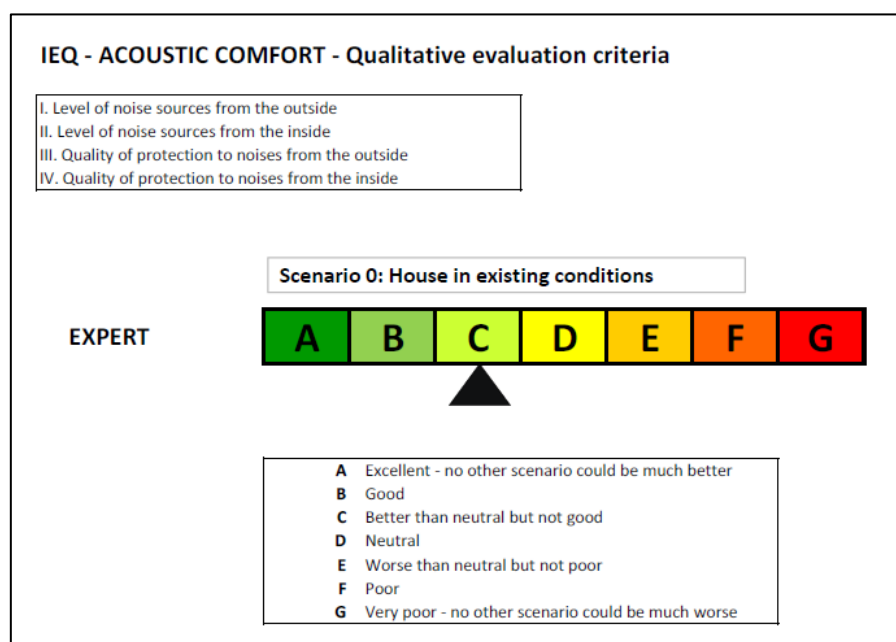 IEQ - ACOUSTIC COMFORT - Qualitative evaluation criteria
I. Level of noise sources from the outside
II. Level of noise sources from the inside
III. Quality of protection to noises from the outside
IV. Quality of protection to noises from the inside
Scenario 0: House in existing conditions
EXPERT A B C D E F G
A Excellent - no other scenario could be much better
B Good
C Better than neutral but not good
D Neutral
E Worse than neutral but not poor
F Poor
G Very poor - no other scenario could be much worse